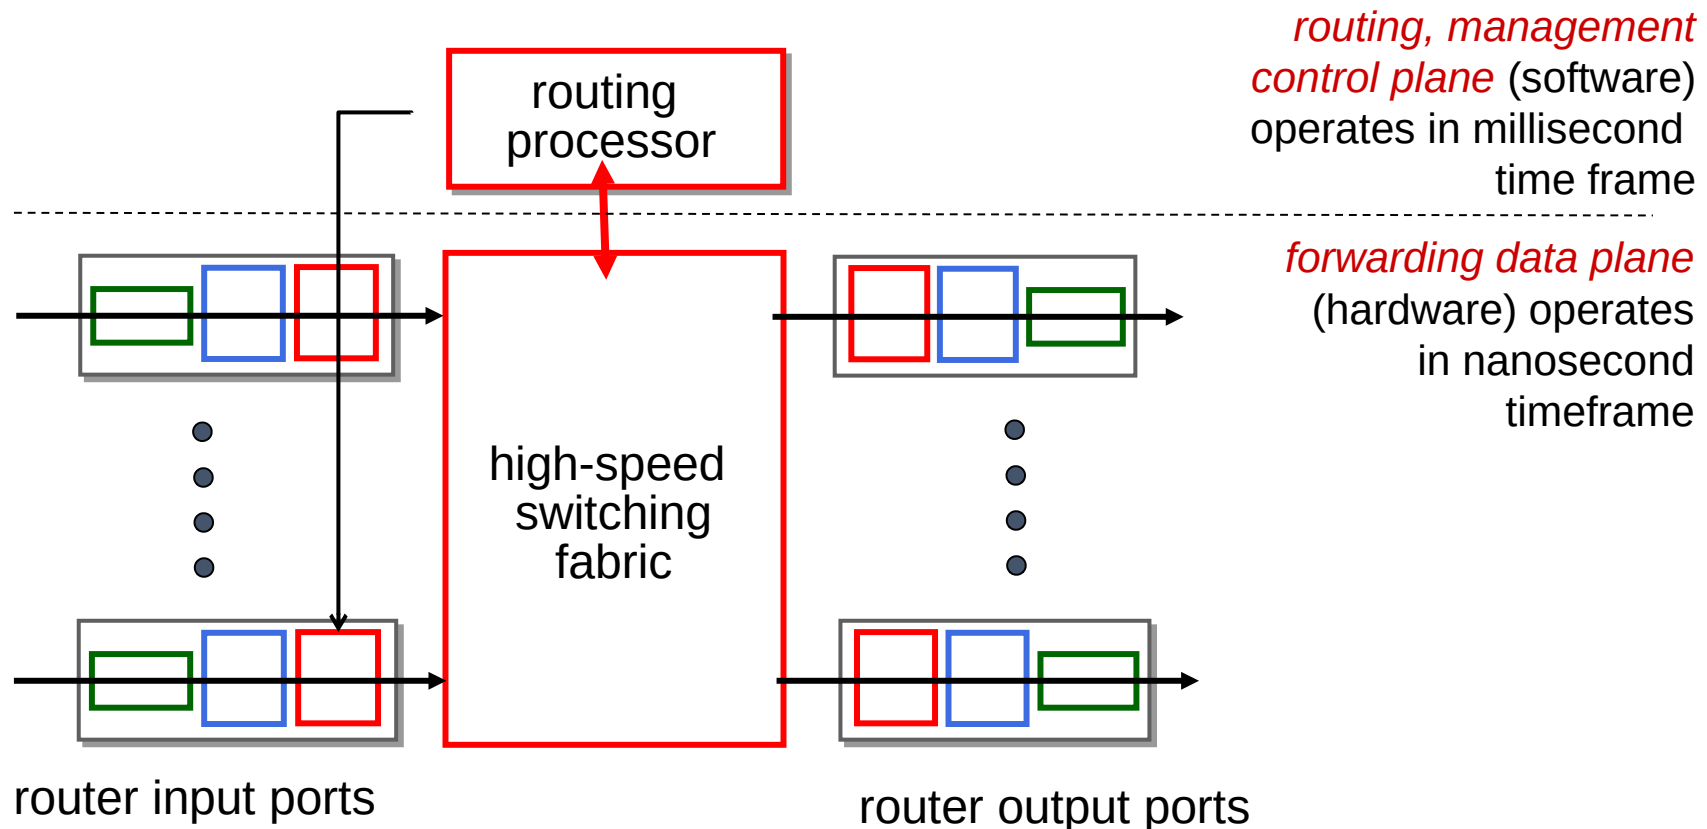 routing
processor
routing, management
control plane (software)
operates in millisecond
time frame
forwarding data plane
(hardware) operates
in nanosecond
timeframe
high-speed
switching
fabric
router input ports
router output ports